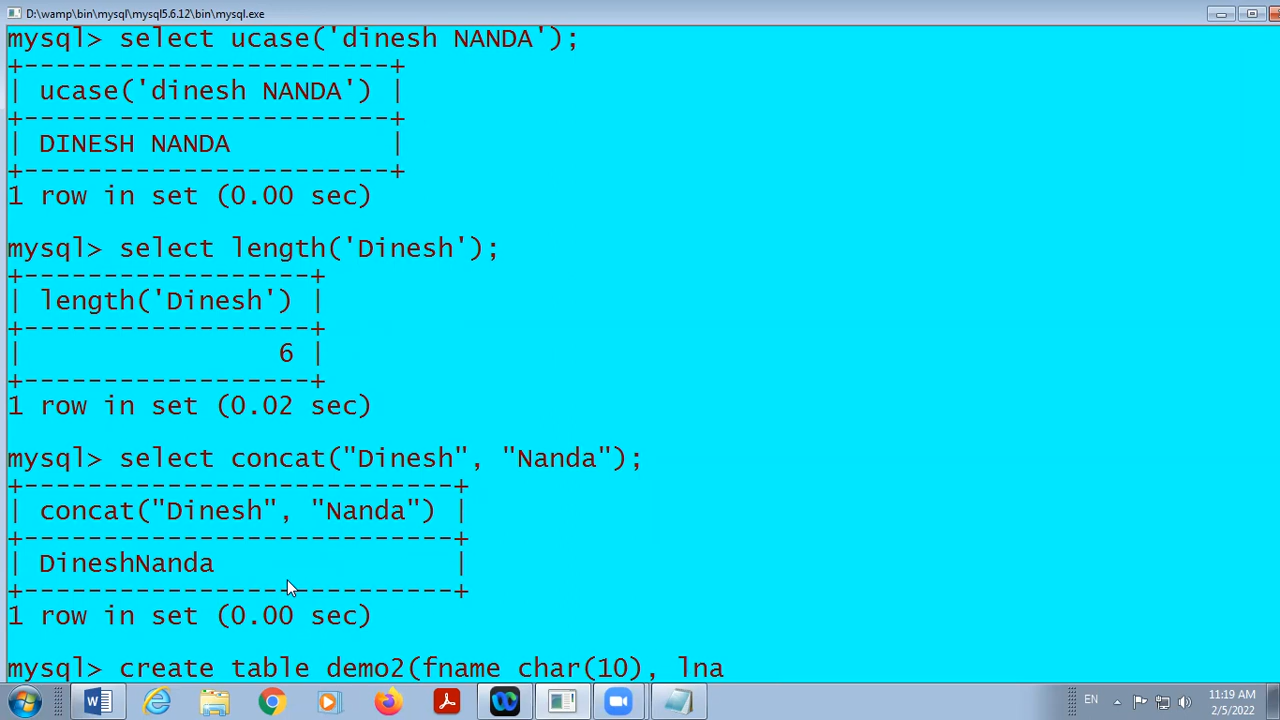 D:\wamp\bin\mysql\mysql5.6.12\bin\mysql.exe
mysql> select ucase('dinesh NANDA');
+-----------------------+
| ucase('dinesh NANDA') |
+-----------------------+
| DINESH NANDA          |
+-----------------------+
1 row in set (0.00 sec)
mysql> select length('Dinesh');
+------------------+
| length('Dinesh') |
+------------------+
|                6 |
+------------------+
1 row in set (0.02 sec)
mysql> select concat("Dinesh", "Nanda");
+---------------------------+
| concat("Dinesh", "Nanda") |
+---------------------------+
| DineshNanda               |
+---------------------------+
1 row in set (0.00 sec)
mysql> create table demo2(fname char(10), lna
EN
11:19 AM
2/5/2022